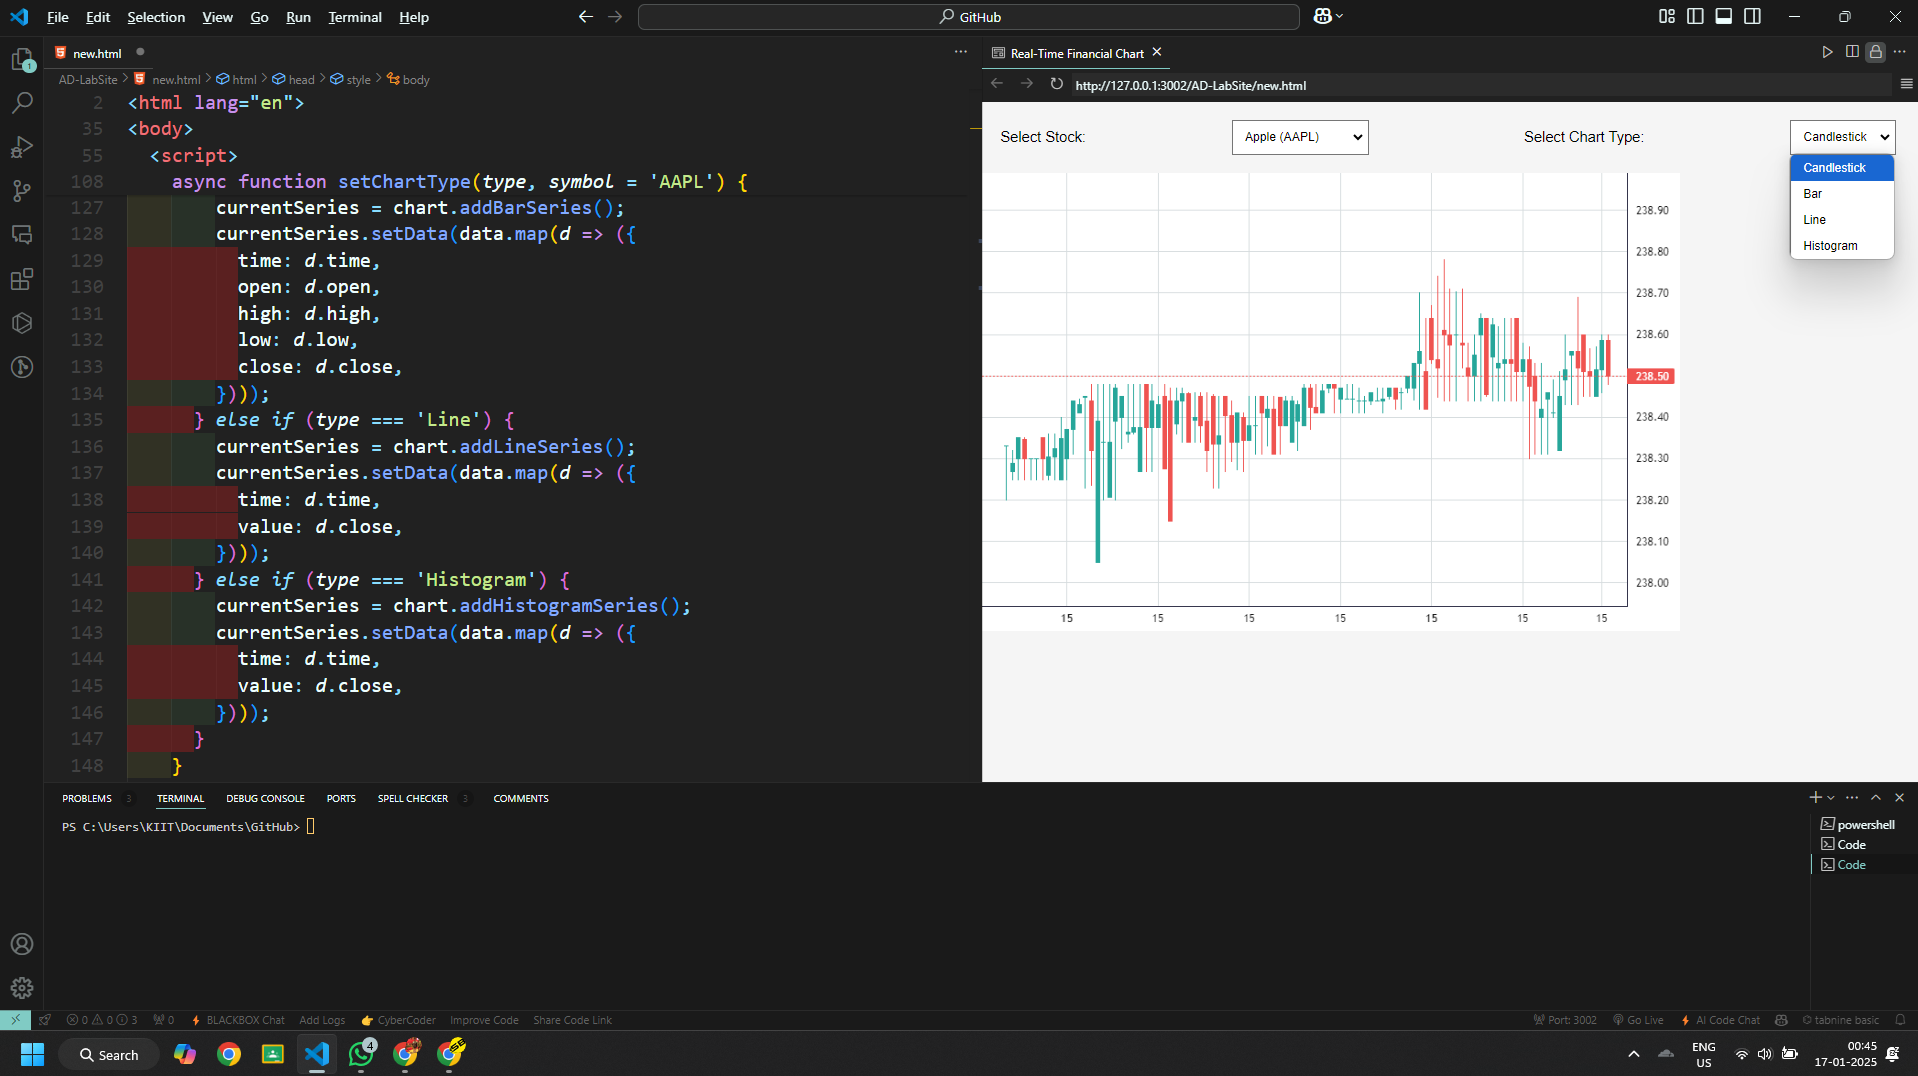 File Edit Selection View Go Run Terminal Help
GitHub
new.html
Real-Time Financial Chart
AD-LabSite > new.html > html > head > style > body
http://127.0.0.1:3002/AD-LabSite/new.html
2 <html lang="en">
35 <body>
55 <script>
108 async function setChartType(type, symbol = 'AAPL') {
127 currentSeries = chart.addBarSeries();
128 currentSeries.setData(data.map(d => ({
129 time: d.time,
130 open: d.open,
131 high: d.high,
132 low: d.low,
133 close: d.close,
134 })));
135 } else if (type === 'Line') {
136 currentSeries = chart.addLineSeries();
137 currentSeries.setData(data.map(d => ({
138 time: d.time,
139 value: d.close,
140 })));
141 } else if (type === 'Histogram') {
142 currentSeries = chart.addHistogramSeries();
143 currentSeries.setData(data.map(d => ({
144 time: d.time,
145 value: d.close,
146 })));
147 }
148 }
Select Stock: Apple (AAPL) Select Chart Type: Candlestick
Candlestick
Bar
Line
Histogram
238.90
238.80
238.70
238.60
238.50
238.40
238.30
238.20
238.10
238.00
15 15 15 15 15 15 15
PROBLEMS 3 TERMINAL DEBUG CONSOLE PORTS SPELL CHECKER 3 COMMENTS
PS C:\Users\KIIT\Documents\GitHub>
powershell
Code
Code
1
0 0 3 0 BLACKBOX Chat Add Logs CyberCoder Improve Code Share Code Link Port: 3002 Go Live AI Code Chat tabnine basic
Search
4
ENG
US
00:45
17-01-2025